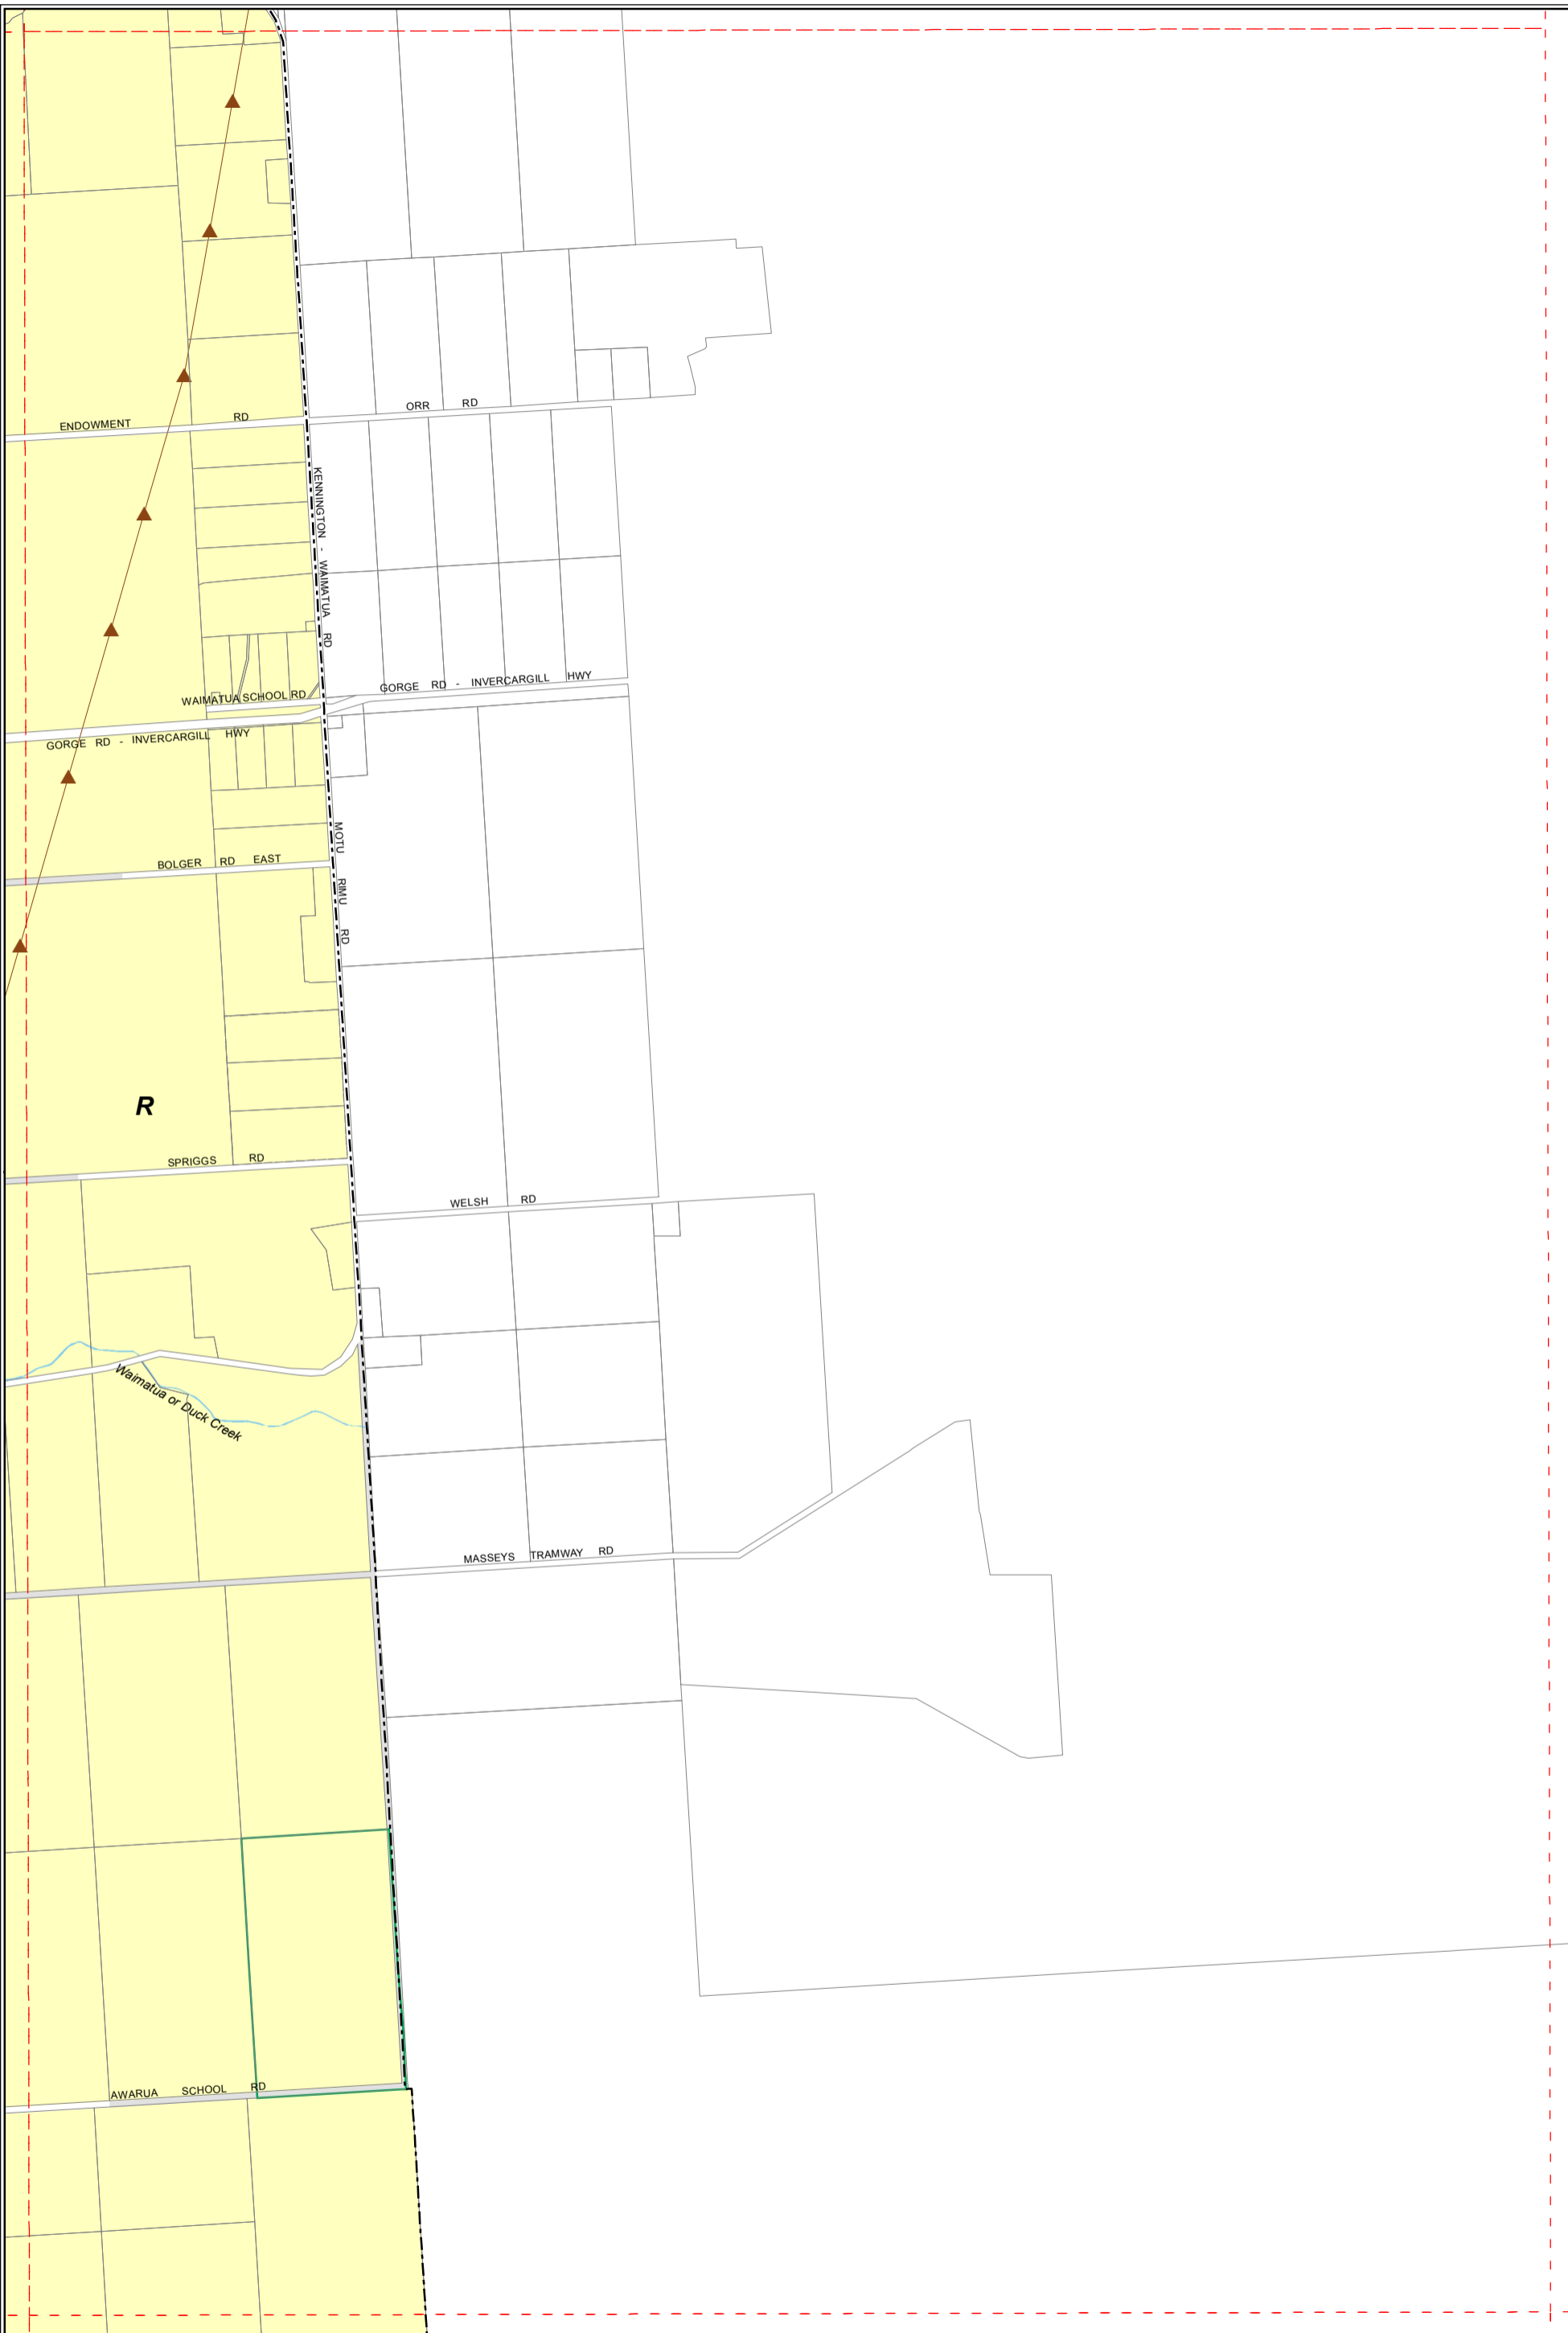 ORR RD
ENDOWMENT RD
KENNINGTON - WAIMATUA RD
GORGE RD - INVERCARGILL HWY
WAIMATUA SCHOOL RD
GORGE RD - INVERCARGILL HWY
MOTU RIMU RD
BOLGER RD EAST
R
SPRIGGS RD
WELSH RD
Waimatua or Duck Creek
MASSEYS TRAMWAY RD
AWARUA SCHOOL RD